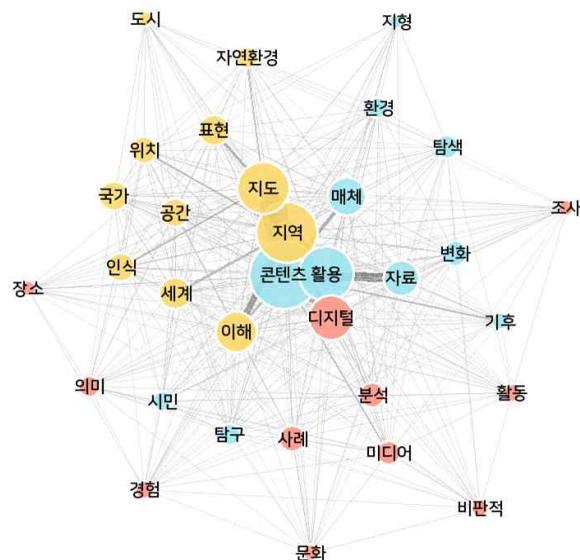 도시
지형
자연환경
환경
표현
탐색
위치
지도
매체
국가
공간
조사
지역
변화
인식
콘텐츠
활용
자료
장소
세계
디지털
기후
이해
의미
시민
분석
활동
탐구
사례
미디어
경험
비판적
문화